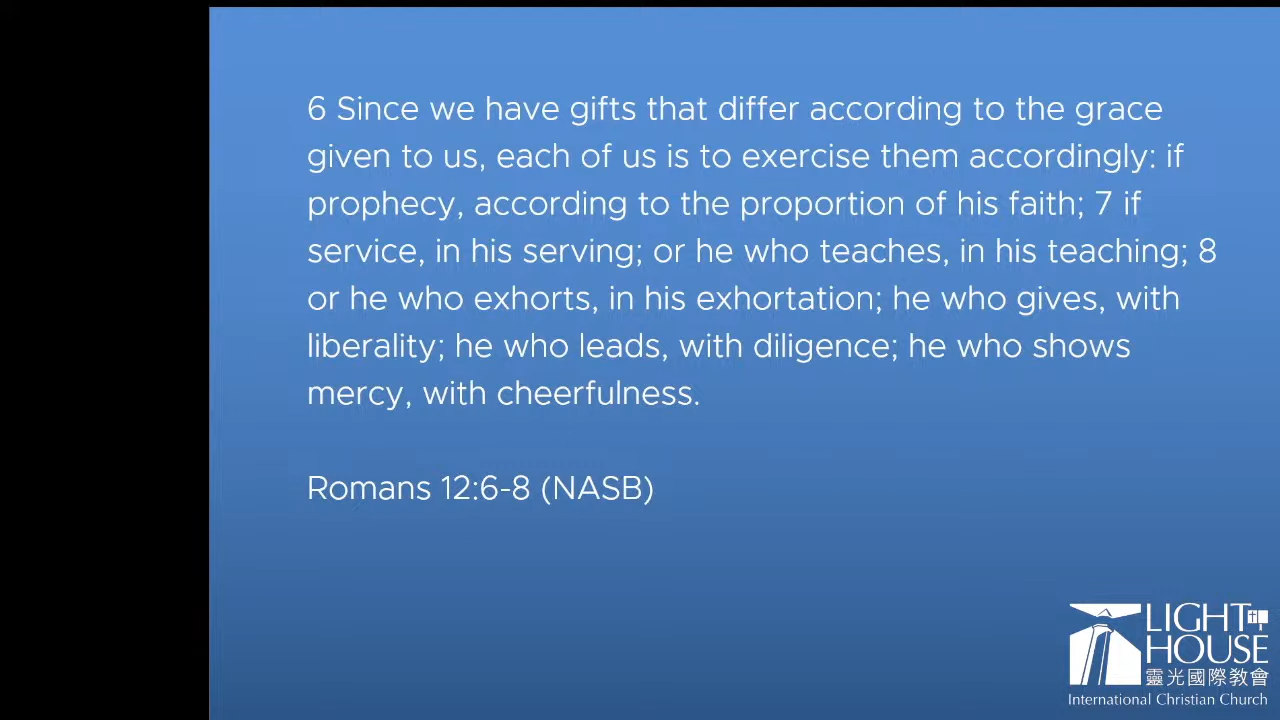 6 Since we have gifts that differ according to the grace
given to us, each of us is to exercise them accordingly: if
prophecy, according to the proportion of his faith; 7 if
service, in his serving; or he who teaches, in his teaching; 8
or he who exhorts, in his exhortation; he who gives, with
liberality; he who leads, with diligence; he who shows
mercy, with cheerfulness.
Romans 12:6-8 (NASB)
LIGHT
HOUSE
靈光國際教會
International Christian Church